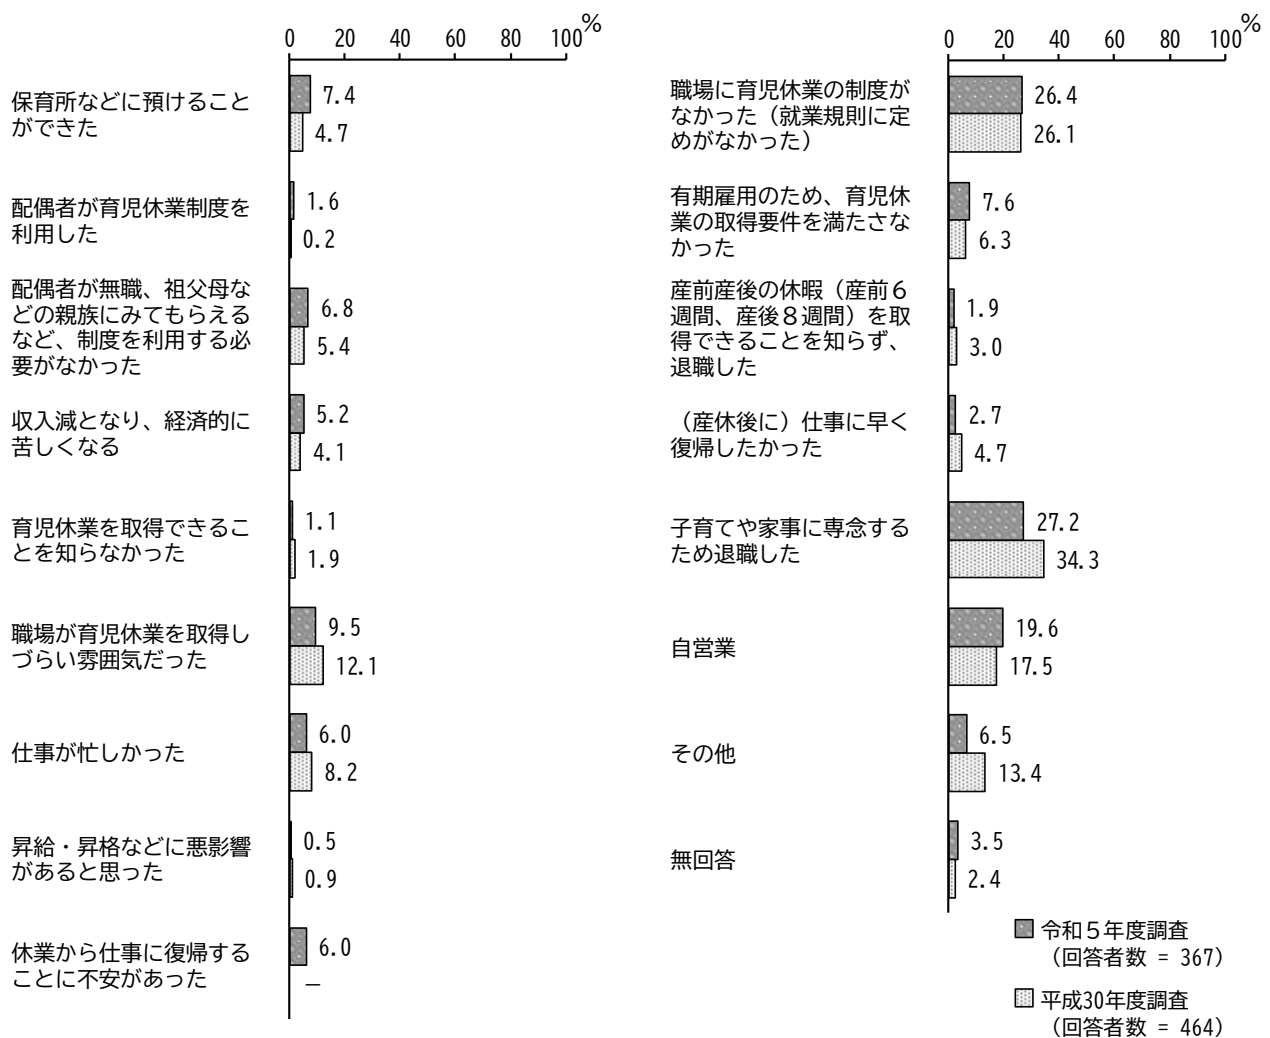 0 20 40 60 80 100%
保育所などに預けること
ができた
7.4
4.7
配偶者が育児休業制度を
利用した
1.6
0.2
配偶者が無職、祖父母な
どの親族にみてもらえる
など、制度を利用する必
要がなかった
6.8
5.4
収入減となり、経済的に
苦しくなる
5.2
4.1
育児休業を取得できるこ
とを知らなかった
1.1
1.9
職場が育児休業を取得し
づらい雰囲気だった
9.5
12.1
仕事が忙しかった
6.0
8.2
昇給・昇格などに悪影響
があると思った
0.5
0.9
休業から仕事に復帰する
ことに不安があった
6.0
－
0 20 40 60 80 100%
職場に育児休業の制度が
なかった（就業規則に定
めがなかった）
26.4
26.1
有期雇用のため、育児休
業の取得要件を満たさな
かった
7.6
6.3
産前産後の休暇（産前６
週間、産後８週間）を取
得できることを知らず、
退職した
1.9
3.0
（産休後に）仕事に早く
復帰したかった
2.7
4.7
子育てや家事に専念する
ため退職した
27.2
34.3
自営業
19.6
17.5
その他
6.5
13.4
無回答
3.5
2.4
令和５年度調査
（回答者数 = 367）
平成30年度調査
（回答者数 = 464）